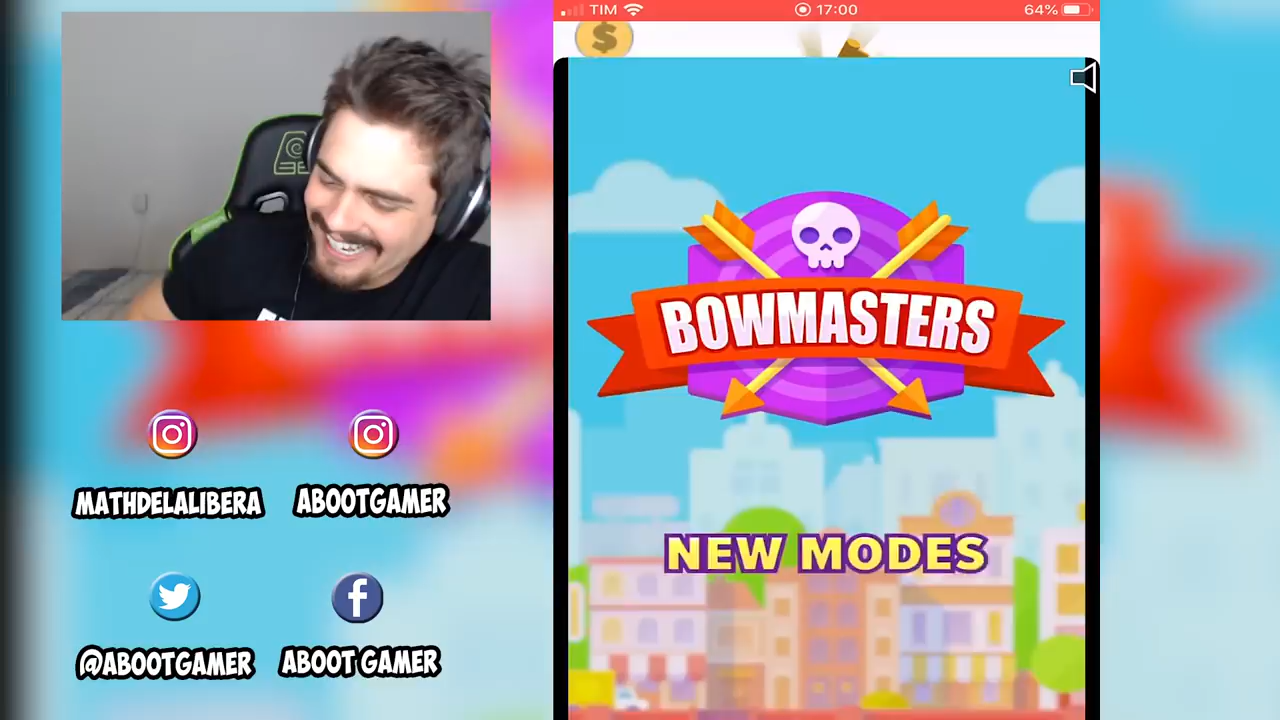 TIM 17:00 64%
$
BOWMASTERS
NEW MODES
MATHDELALIBERA ABOOTGAMER
@ABOOTGAMER ABOOT GAMER